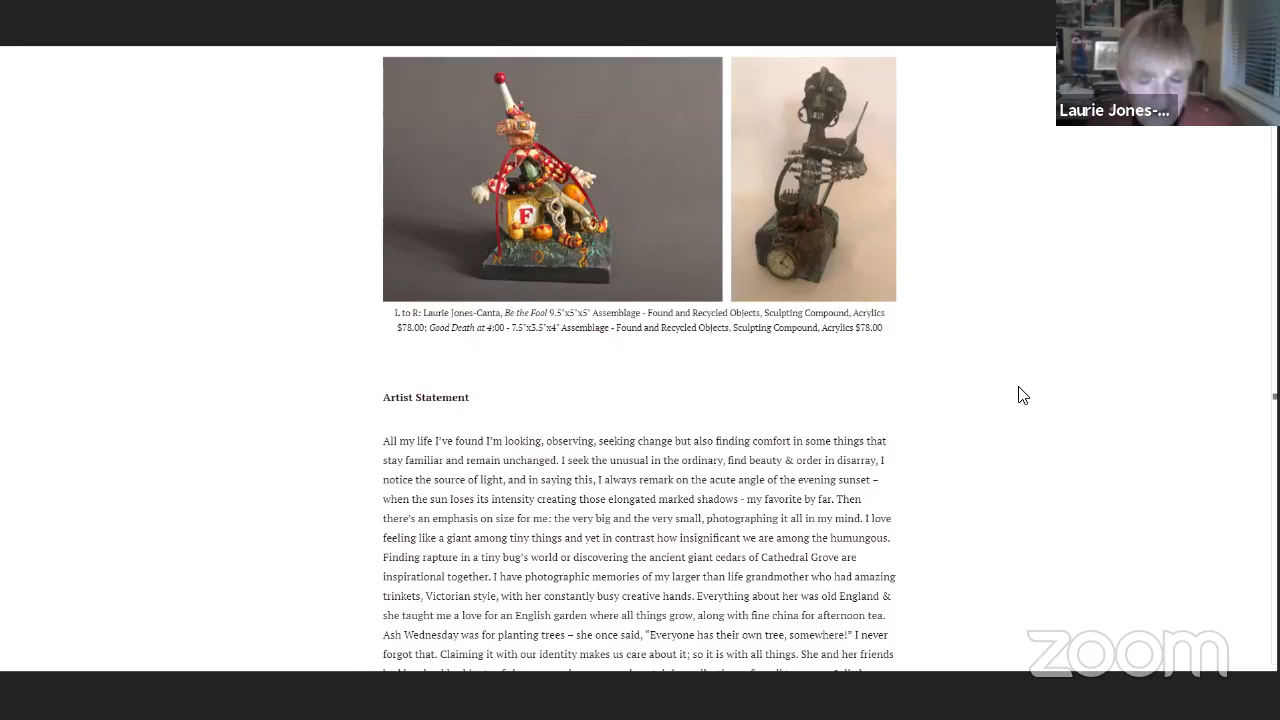 Laurie Jones-...
F
L to R: Laurie Jones-Canta, Be the Fool 9.5"x5"x5" Assemblage - Found and Recycled Objects, Sculpting Compound, Acrylics
$78.00; Good Death at 4:00 - 7.5"x3.5"x4" Assemblage - Found and Recycled Objects, Sculpting Compound, Acrylics $78.00
Artist Statement
All my life I've found I'm looking, observing, seeking change but also finding comfort in some things that
stay familiar and remain unchanged. I seek the unusual in the ordinary, find beauty & order in disarray, I
notice the source of light, and in saying this, I always remark on the acute angle of the evening sunset –
when the sun loses its intensity creating those elongated marked shadows - my favorite by far. Then
there's an emphasis on size for me: the very big and the very small, photographing it all in my mind. I love
feeling like a giant among tiny things and yet in contrast how insignificant we are among the humungous.
Finding rapture in a tiny bug's world or discovering the ancient giant cedars of Cathedral Grove are
inspirational together. I have photographic memories of my larger than life grandmother who had amazing
trinkets, Victorian style, with her constantly busy creative hands. Everything about her was old England &
she taught me a love for an English garden where all things grow, along with fine china for afternoon tea.
Ash Wednesday was for planting trees – she once said, "Everyone has their own tree, somewhere!" I never
forgot that. Claiming it with our identity makes us care about it; so it is with all things. She and her friends
zoom